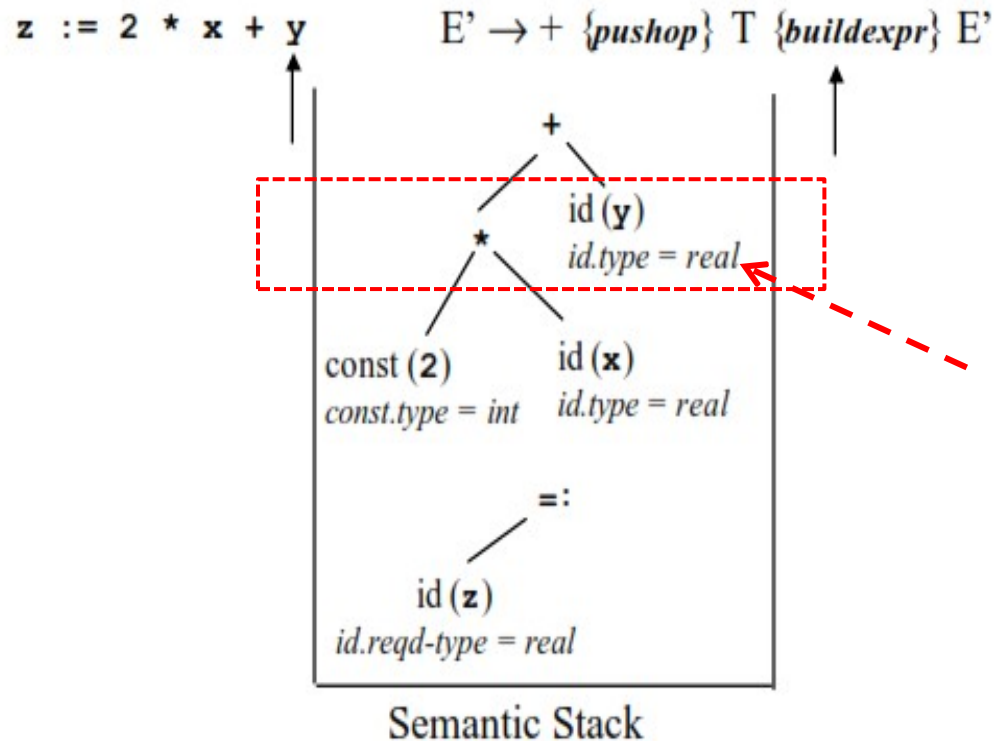 z := 2 * x + y
E’ → + {pushop} T {buildexpr} E’
+
id (y)
*
id.type = real
const (2)
id (x)
const.type = int
id.type = real
=:
id (z)
id.reqd-type = real
Semantic Stack